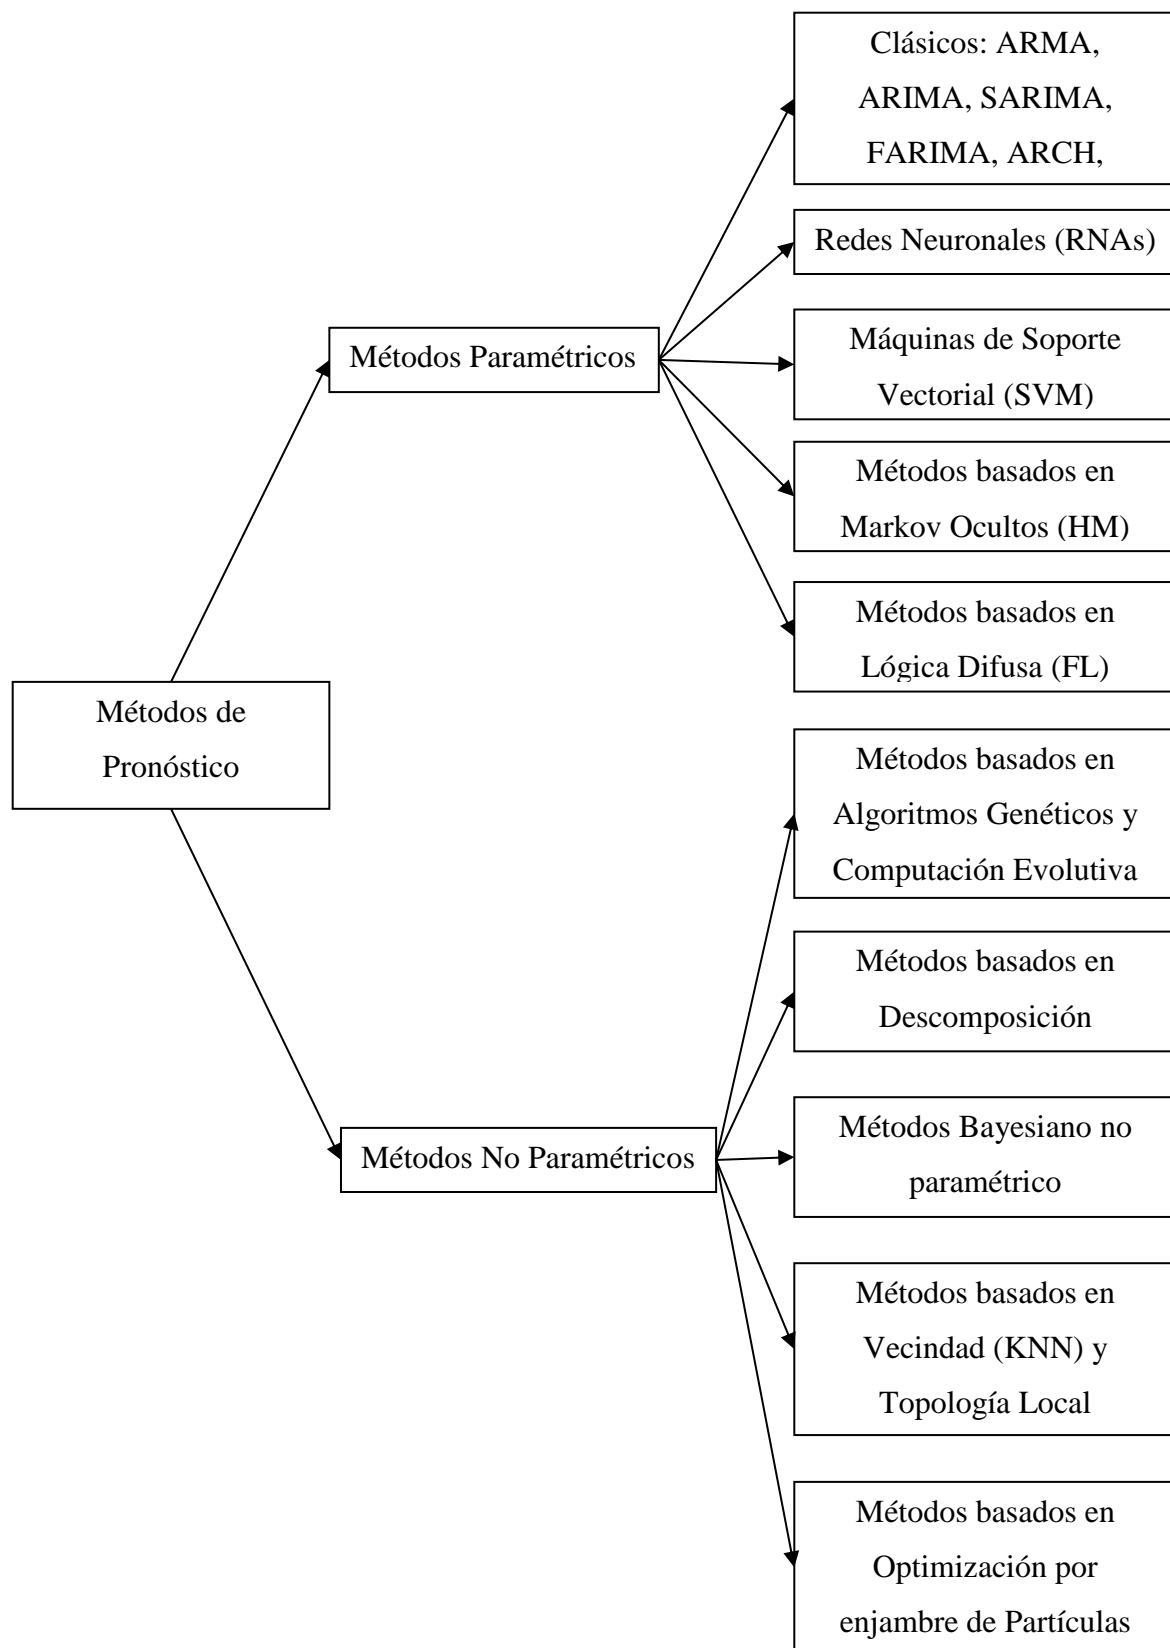 Clásicos: ARMA,
ARIMA, SARIMA,
FARIMA, ARCH,
Redes Neuronales (RNAs)
Métodos Paramétricos
Máquinas de Soporte
Vectorial (SVM)
Métodos basados en
Markov Ocultos (HM)
Métodos basados en
Lógica Difusa (FL)
Métodos de
Pronóstico
Métodos basados en
Algoritmos Genéticos y
Computación Evolutiva
Métodos basados en
Descomposición
Métodos No Paramétricos
Métodos Bayesiano no
paramétrico
Métodos basados en
Vecindad (KNN) y
Topología Local
Métodos basados en
Optimización por
enjambre de Partículas